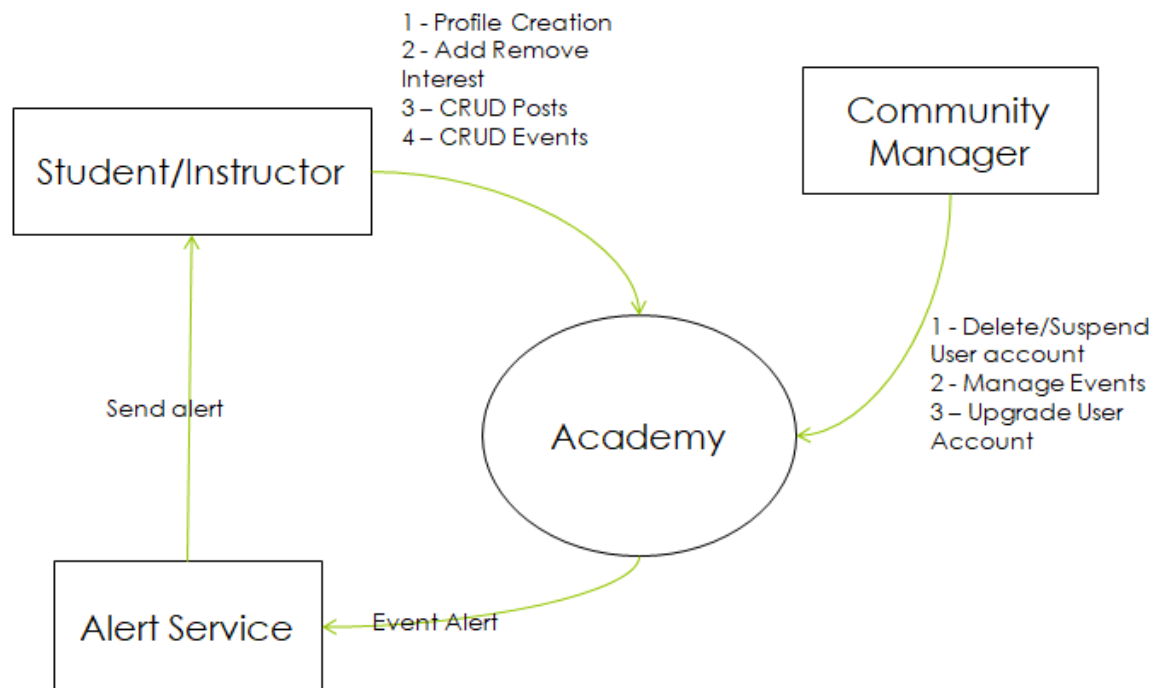 1 - Profile Creation
2 - Add Remove
Interest
3 – CRUD Posts
4 – CRUD Events
Community
Manager
Student/Instructor
1 - Delete/Suspend
User account
2 - Manage Events
3 – Upgrade User
Account
Send alert
Academy
Alert Service
Event Alert